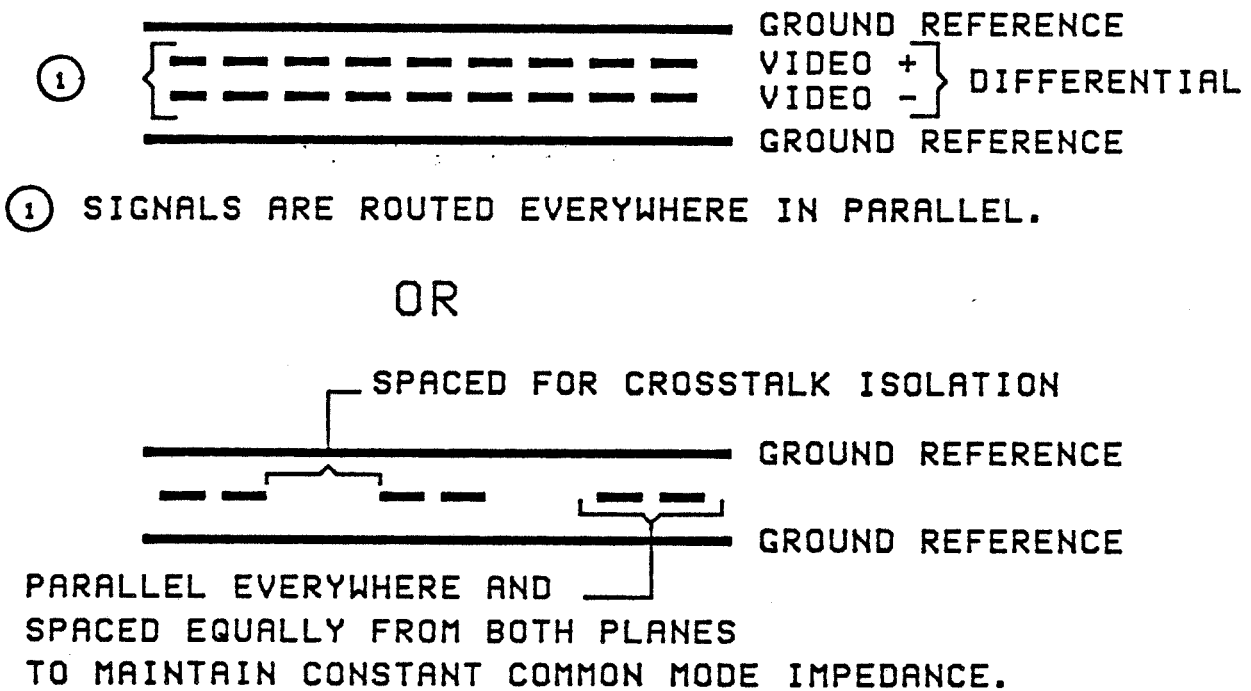 GROUND REFERENCE
① VIDEO +
VIDEO - DIFFERENTIAL
GROUND REFERENCE
① SIGNALS ARE ROUTED EVERYWHERE IN PARALLEL.
OR
SPACED FOR CROSSTALK ISOLATION
GROUND REFERENCE
GROUND REFERENCE
PARALLEL EVERYWHERE AND
SPACED EQUALLY FROM BOTH PLANES
TO MAINTAIN CONSTANT COMMON MODE IMPEDANCE.